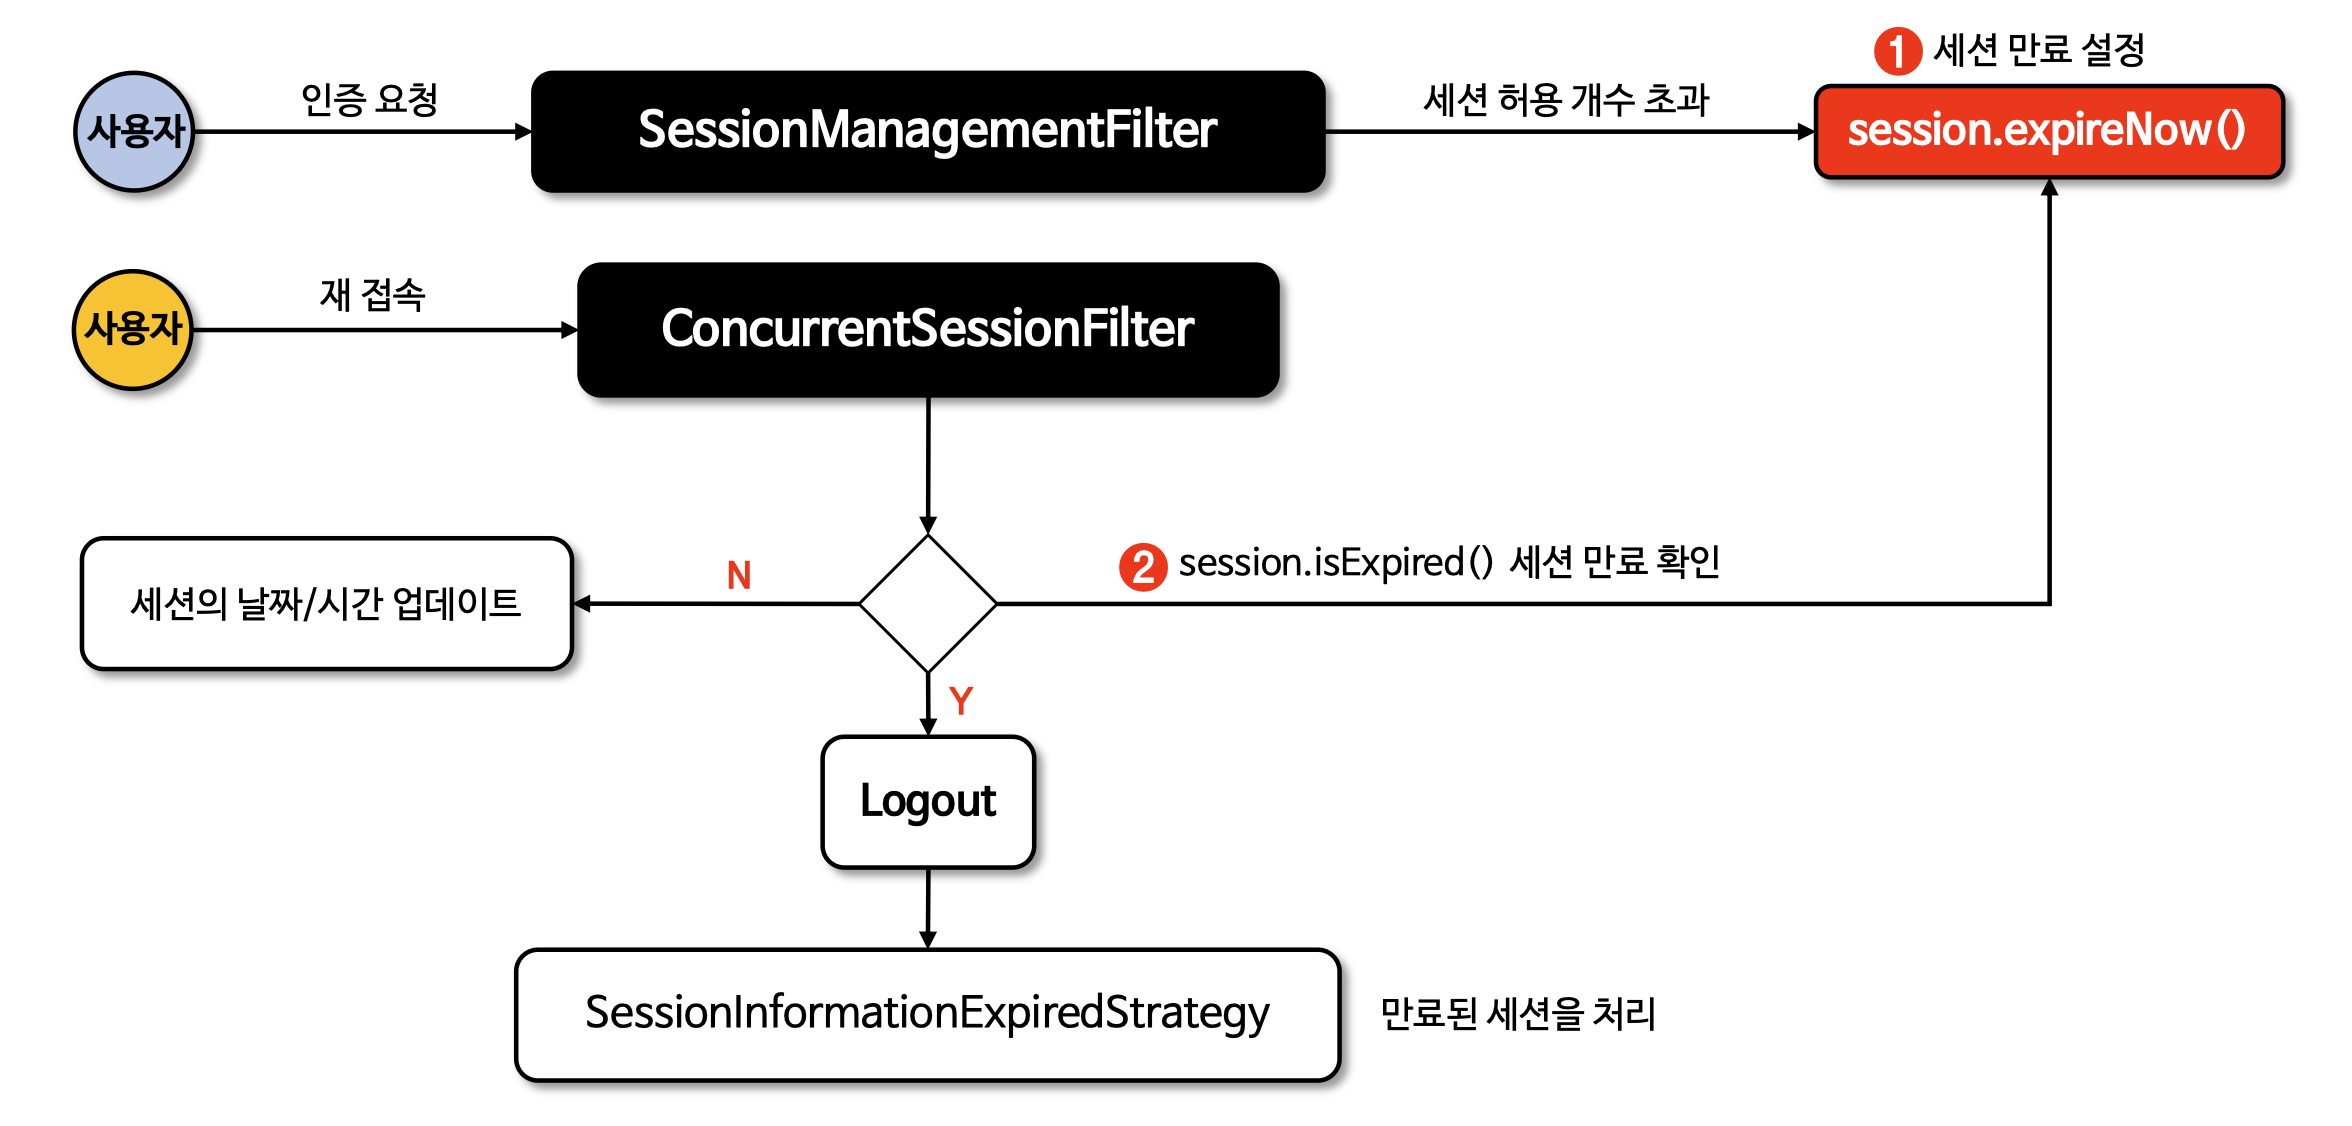 ❶ 세션 만료 설정
사용자
인증 요청
SessionManagementFilter
세션 허용 개수 초과
session.expireNow()
사용자
재 접속
ConcurrentSessionFilter
세션의 날짜/시간 업데이트
N
❷ session.isExpired() 세션 만료 확인
Y
Logout
SessionInformationExpiredStrategy
만료된 세션을 처리